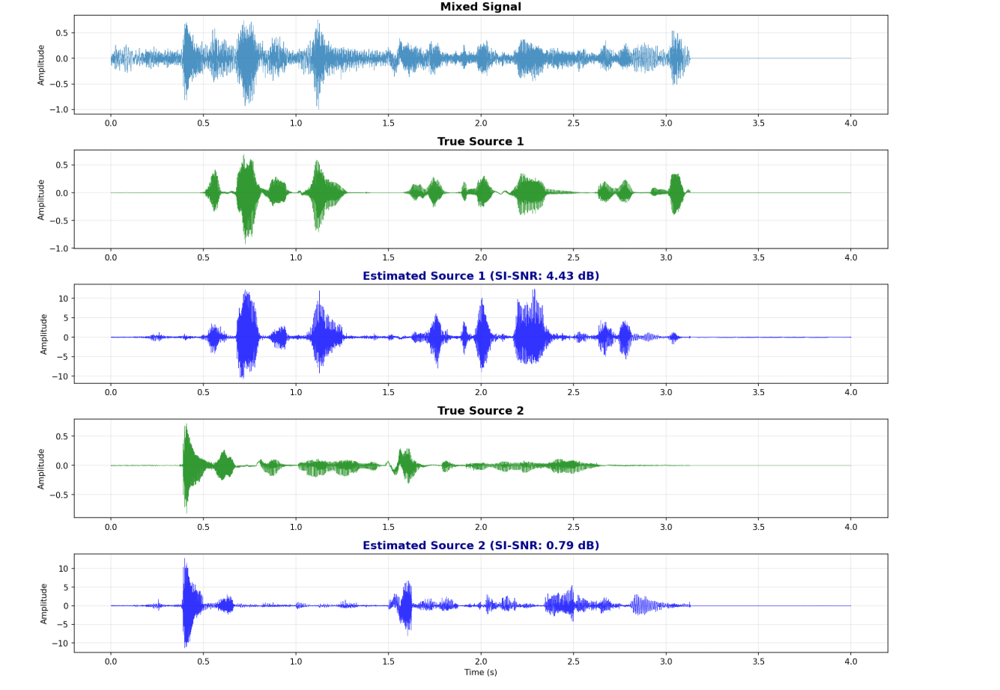 Mixed Signal
Amplitude
0.5
0.0
−0.5
−1.0
0.0 0.5 1.0 1.5 2.0 2.5 3.0 3.5 4.0
True Source 1
Amplitude
0.5
0.0
−0.5
−1.0
0.0 0.5 1.0 1.5 2.0 2.5 3.0 3.5 4.0
Estimated Source 1 (SI-SNR: 4.43 dB)
Amplitude
10
5
0
−5
−10
0.0 0.5 1.0 1.5 2.0 2.5 3.0 3.5 4.0
True Source 2
Amplitude
0.5
0.0
−0.5
0.0 0.5 1.0 1.5 2.0 2.5 3.0 3.5 4.0
Estimated Source 2 (SI-SNR: 0.79 dB)
Amplitude
10
5
0
−5
−10
0.0 0.5 1.0 1.5 2.0 2.5 3.0 3.5 4.0
Time (s)